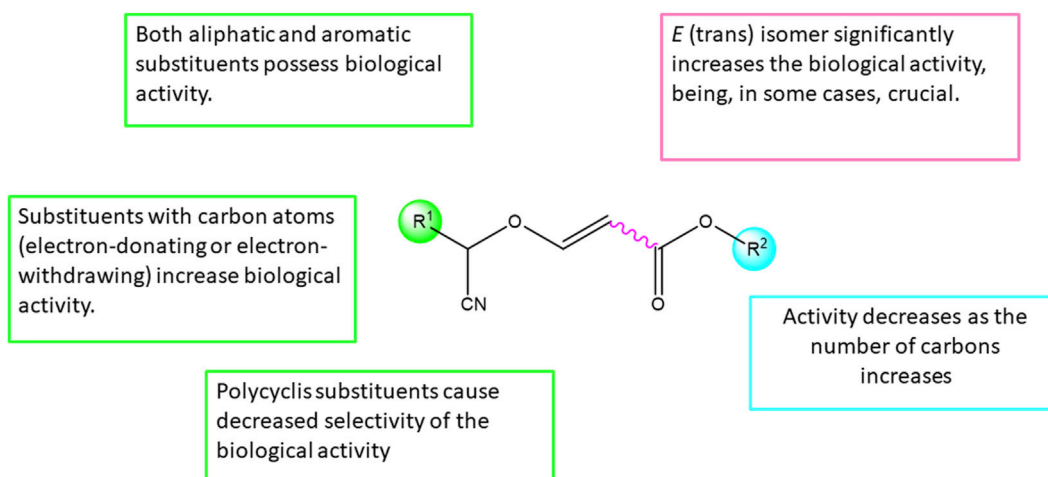 Both aliphatic and aromatic
substituents possess biological
activity.
E (trans) isomer significantly
increases the biological activity,
being, in some cases, crucial.
Substituents with carbon atoms
(electron-donating or electron-
withdrawing) increase biological
activity.
R1
O
CN
O
O
R2
Activity decreases as the
number of carbons
increases
Polycyclis substituents cause
decreased selectivity of the
biological activity